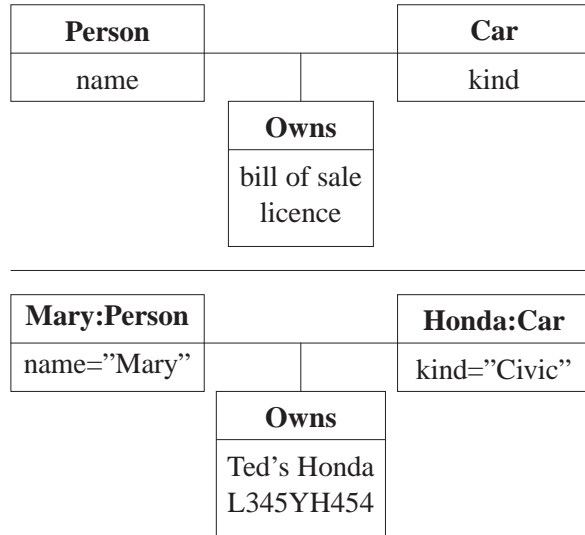 Person
Car
name
kind
Owns
bill of sale
licence
Mary:Person
Honda:Car
name=”Mary”
kind=”Civic”
Owns
Ted’s Honda
L345YH454